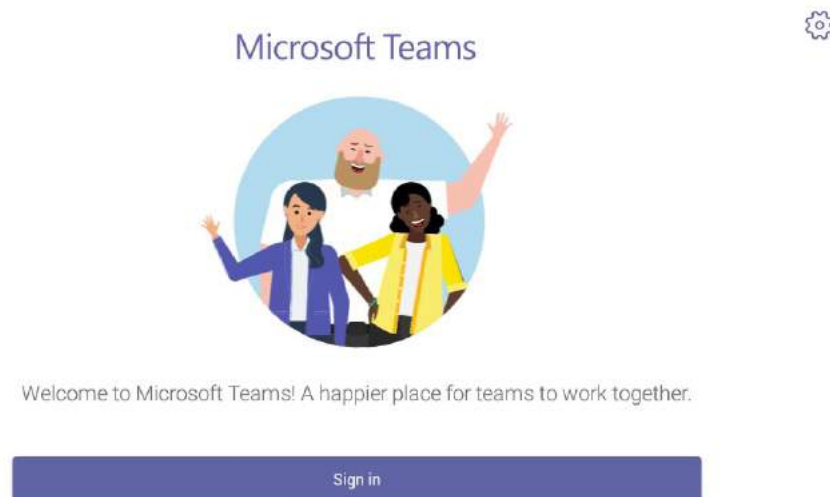 Microsoft Teams
Welcome to Microsoft Teams! A happier place for teams to work together.
Sign in